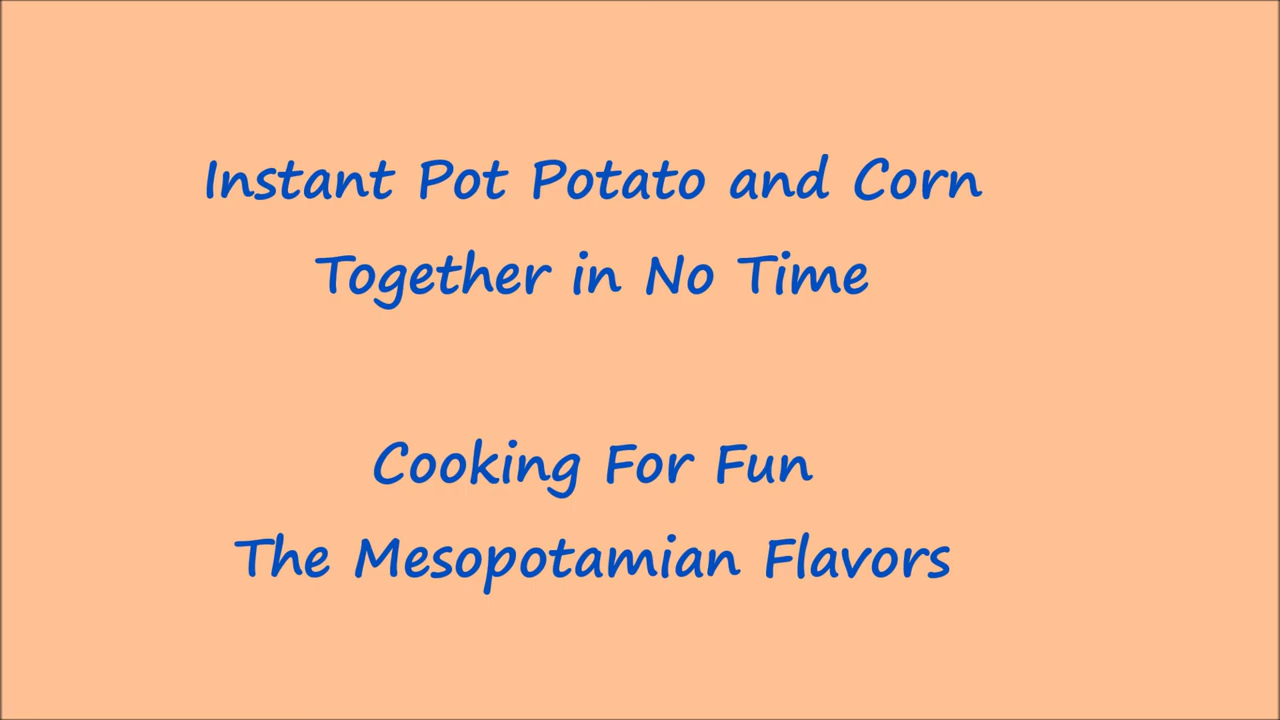 Instant Pot Potato and Corn
Together in No Time
Cooking For Fun
The Mesopotamian Flavors